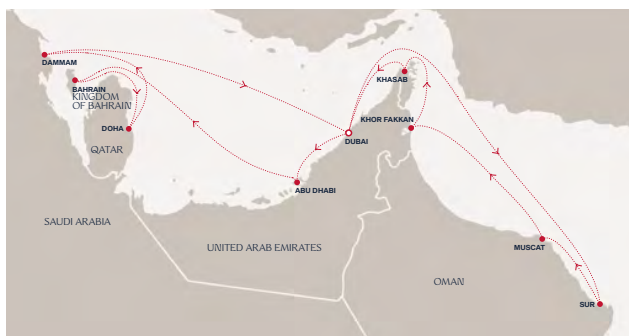 DAMMAM
BAHRAIN
KINGDOM
OF BAHRAIN
DOHA
QATAR
KHASAB
KHOR FAKKAN
DUBAI
ABU DHABI
SAUDI ARABIA
UNITED ARAB EMIRATES
MUSCAT
OMAN
SUR